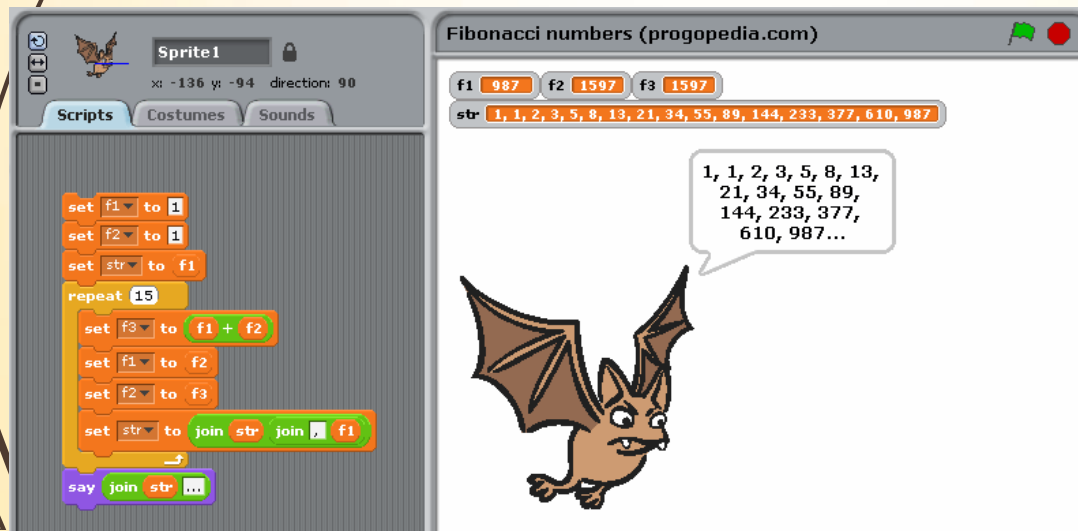 Sprite1
x: -136 y: -94 direction: 90
Scripts Costumes Sounds
set f1 to 1
set f2 to 1
set str to f1
repeat 15
set f3 to f1 + f2
set f1 to f2
set f2 to f3
set str to join str join , f1
say join str ...
Fibonacci numbers (progopedia.com)
f1 987 f2 1597 f3 1597
str 1, 1, 2, 3, 5, 8, 13, 21, 34, 55, 89, 144, 233, 377, 610, 987
1, 1, 2, 3, 5, 8, 13,
21, 34, 55, 89,
144, 233, 377,
610, 987...